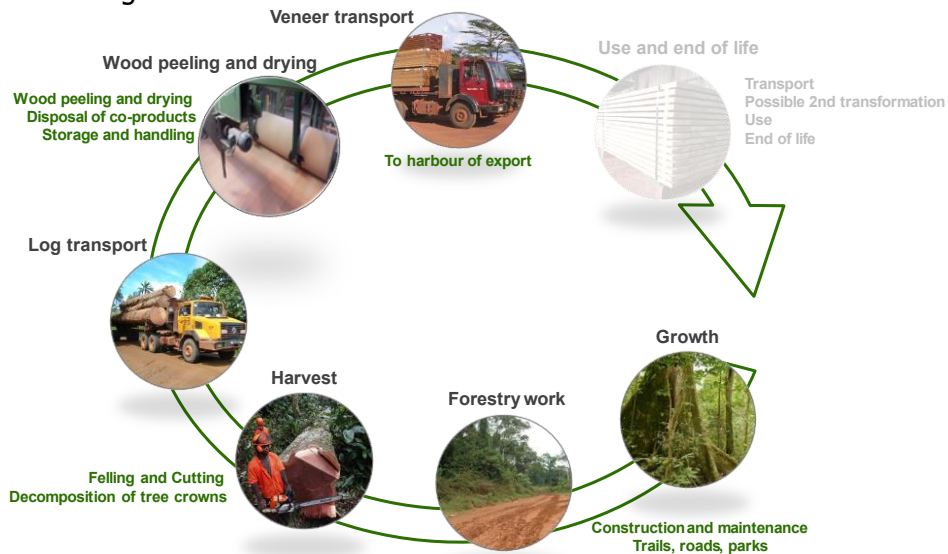 Veneer transport
Use and end of life
Wood peeling and drying
Transport
Possible 2nd transformation
Use
End of life
Wood peeling and drying
Disposal of co-products
Storage and handling
To harbour of export
Log transport
Growth
Harvest
Forestry work
Felling and Cutting
Decomposition of tree crowns
Construction and maintenance
Trails, roads, parks